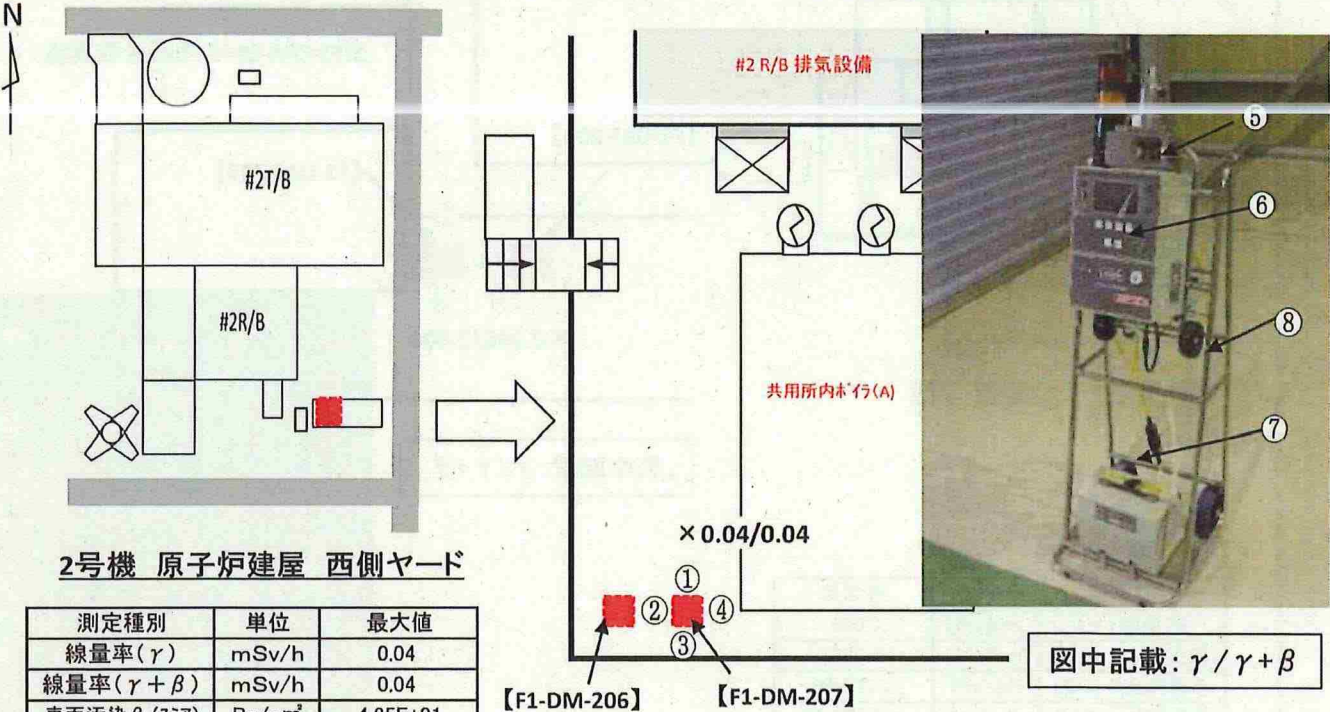 N
#2T/B
#2R/B
2号機 原子炉建屋 西側ヤード
測定種別 単位 最大値
線量率(γ) mSv/h 0.04
線量率(γ+β) mSv/h 0.04
#2 R/B 排気設備
共用所内ボイラ(A)
×0.04/0.04
①
② ④
③
【F1-DM-206】 【F1-DM-207】
⑤
⑥
⑧
⑦
図中記載:γ/γ+β